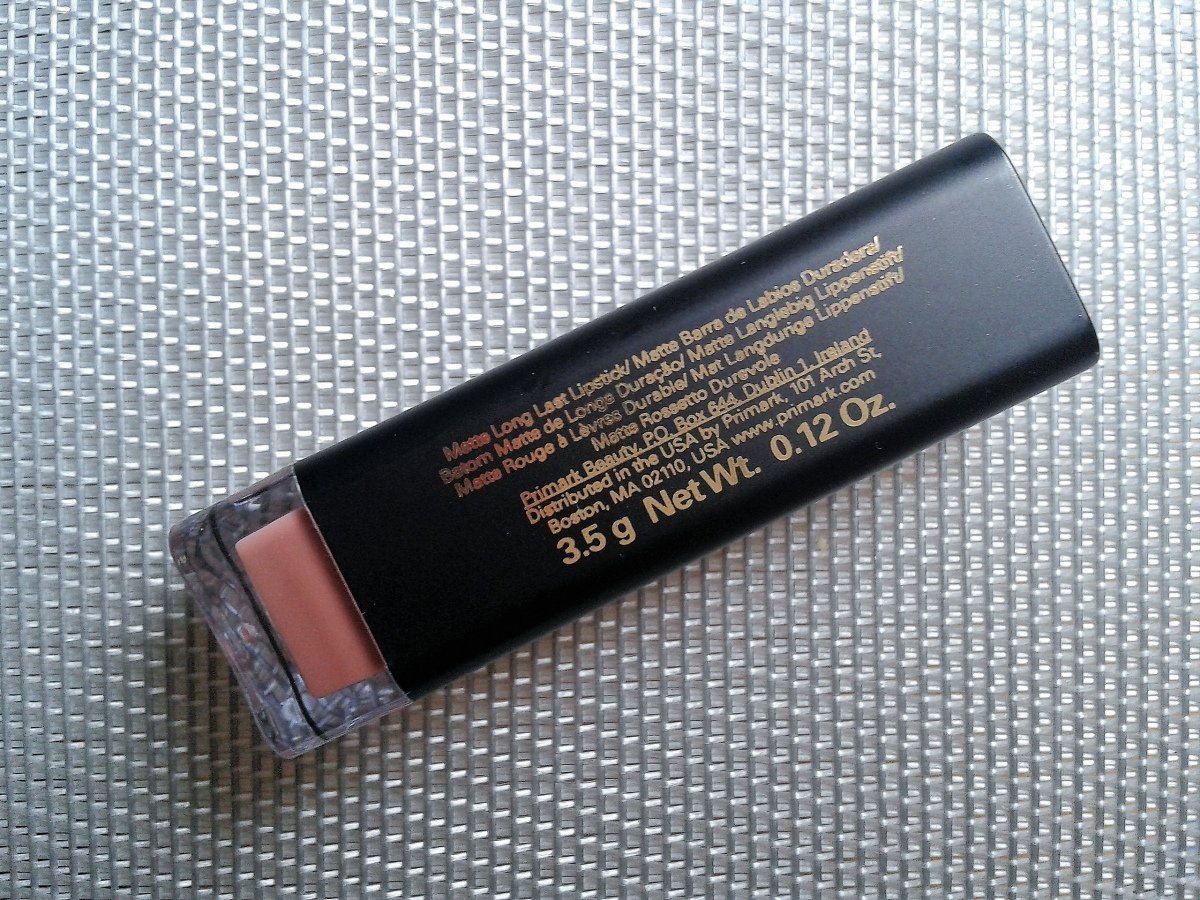 Matte Long Last Lipstick/ Matte Barra de Labios Duradera/
Batom Matte de Longa Duração/ Matte Langlebig Lippenstift/
Matte Rouge à Lèvres Durable/ Mat Langdurige Lippenstift/
Matte Rossetto Durevole
Primark Beauty, P.O. Box 644, Dublin 1, Ireland
Distributed in the USA by Primark, 101 Arch St,
Boston, MA 02110, USA www.primark.com
3.5 g Net Wt. 0.12 Oz.